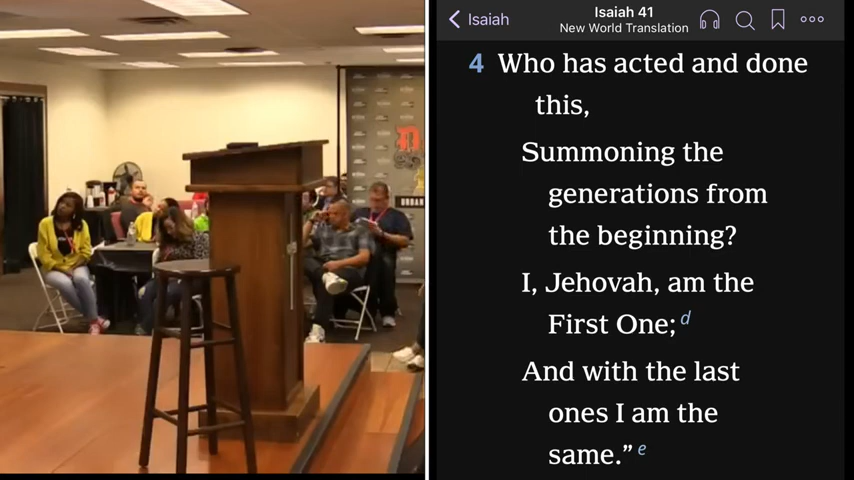 Isaiah
Isaiah 41
New World Translation
4 Who has acted and done
this,
Summoning the
generations from
the beginning?
I, Jehovah, am the
First One; d
And with the last
ones I am the
same.” e